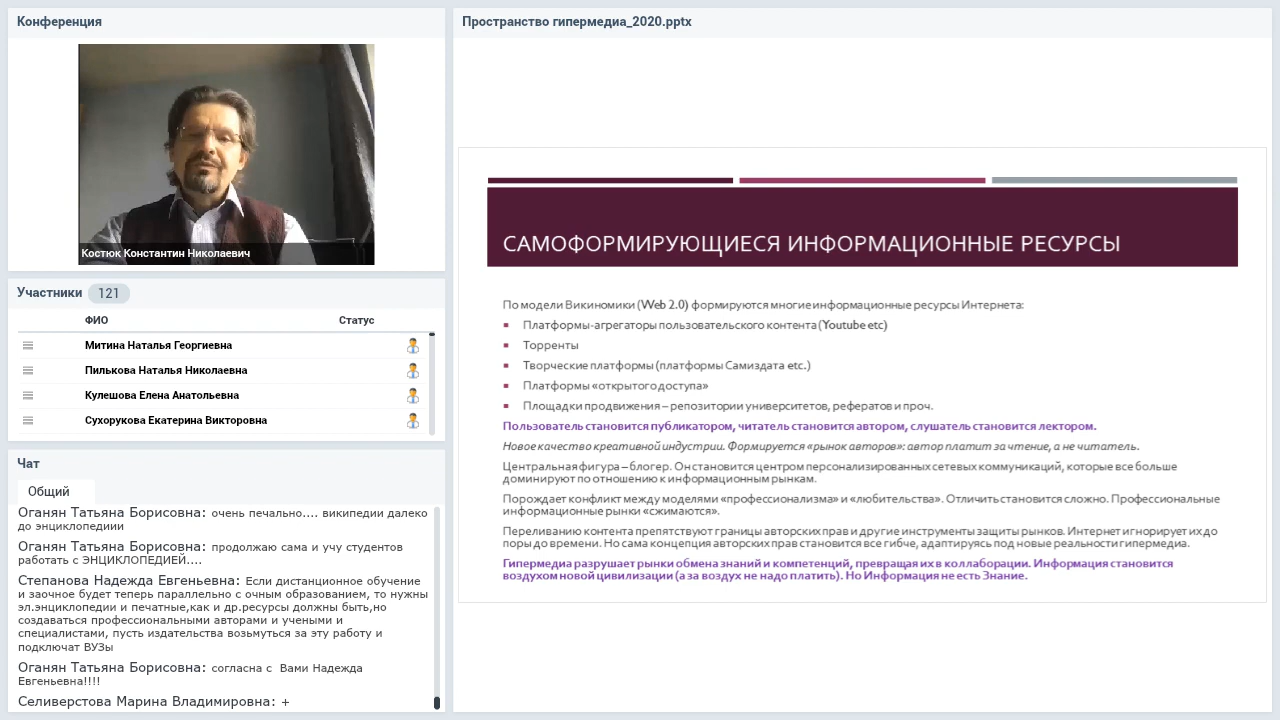 Конференция
Костюк Константин Николаевич
Участники 121
ФИО Статус
Митина Наталья Георгиевна
Пилькова Наталья Николаевна
Кулешова Елена Анатольевна
Сухорукова Екатерина Викторовна
Чат
Общий
Оганян Татьяна Борисовна: очень печально.... википедии далеко
до энциклопедиии
Оганян Татьяна Борисовна: продолжаю сама и учу студентов
работать с ЭНЦИКЛОПЕДИЕЙ....
Степанова Надежда Евгеньевна: Если дистанционное обучение
и заочное будет теперь параллельно с очным образованием, то нужны
эл.энциклопедии и печатные,как и др.ресурсы должны быть,но
создаваться профессиональными авторами и учеными и
специалистами, пусть издательства возьмуться за эту работу и
подключат ВУЗы
Оганян Татьяна Борисовна: согласна с Вами Надежда
Евгеньевна!!!!
Селиверстова Марина Владимировна: +
Пространство гипермедиа_2020.pptx
САМОФОРМИРУЮЩИЕСЯ ИНФОРМАЦИОННЫЕ РЕСУРСЫ
По модели Викиномики (Web 2.0) формируются многие информационные ресурсы Интернета:
▪ Платформы-агрегаторы пользовательского контента (Youtube etc)
▪ Торренты
▪ Творческие платформы (платформы Самиздата etc.)
▪ Платформы «открытого доступа»
▪ Площадки продвижения – репозитории университетов, рефератов и проч.
Пользователь становится публикатором, читатель становится автором, слушатель становится лектором.
Новое качество креативной индустрии. Формируется «рынок авторов»: автор платит за чтение, а не читатель.
Центральная фигура – блогер. Он становится центром персонализированных сетевых коммуникаций, которые все больше
доминируют по отношению к информационным рынкам.
Порождает конфликт между моделями «профессионализма» и «любительства». Отличить становится сложно. Профессиональные
информационные рынки «сжимаются».
Переливанию контента препятствуют границы авторских прав и другие инструменты защиты рынков. Интернет игнорирует их до
поры до времени. Но сама концепция авторских прав становится все гибче, адаптируясь под новые реальности гипермедиа.
Гипермедиа разрушает рынки обмена знаний и компетенций, превращая их в коллаборации. Информация становится
воздухом новой цивилизации (а за воздух не надо платить). Но Информация не есть Знание.